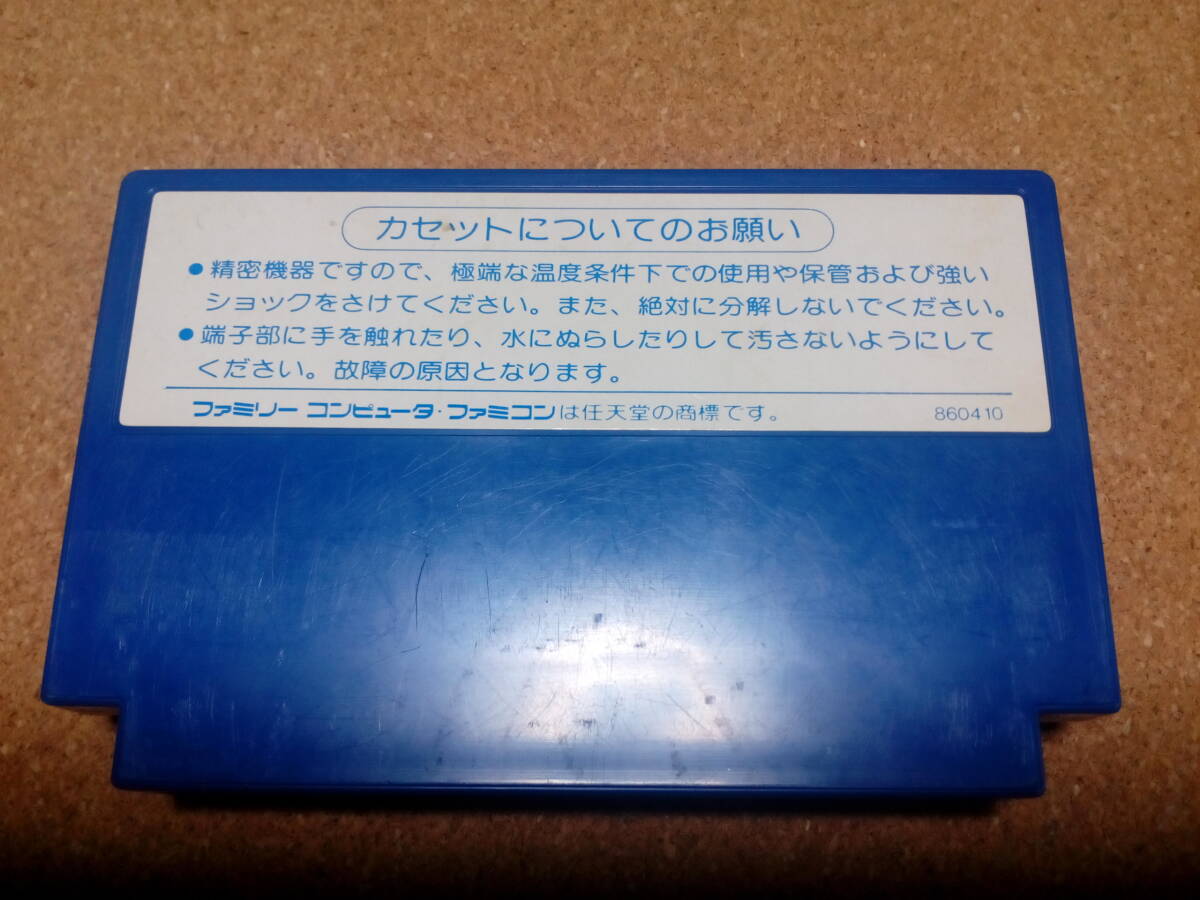 カセットについてのお願い
●精密機器ですので、極端な温度条件下での使用や保管および強い
ショックをさけてください。また、絶対に分解しないでください。
●端子部に手を触れたり、水にぬらしたりして汚さないようにして
ください。故障の原因となります。
ファミリー コンピュータ・ファミコンは任天堂の商標です。 860410